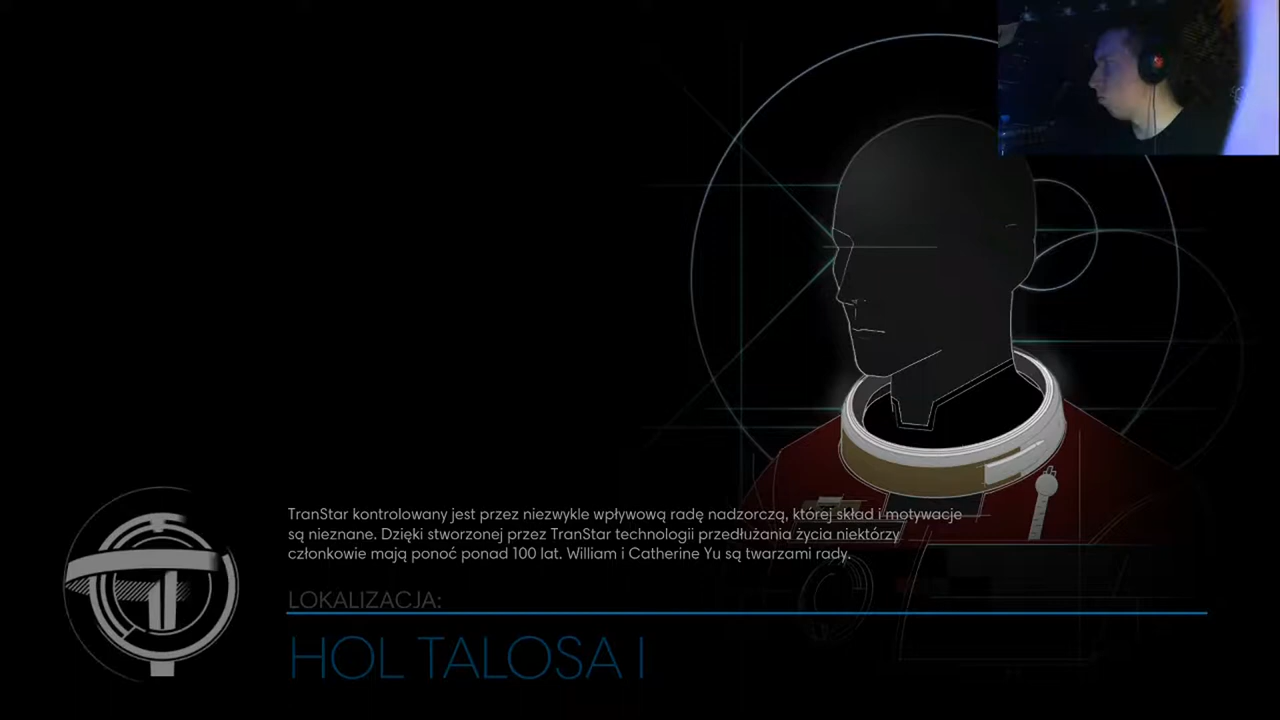 TranStar kontrolowany jest przez niezwykle wpływową radę nadzorczą, której skład i motywacje
są nieznane. Dzięki stworzonej przez TranStar technologii przedłużania życia niektórzy
członkowie mają ponoć ponad 100 lat. William i Catherine Yu są twarzami rady.
LOKALIZACJA:
HOL TALOSA I